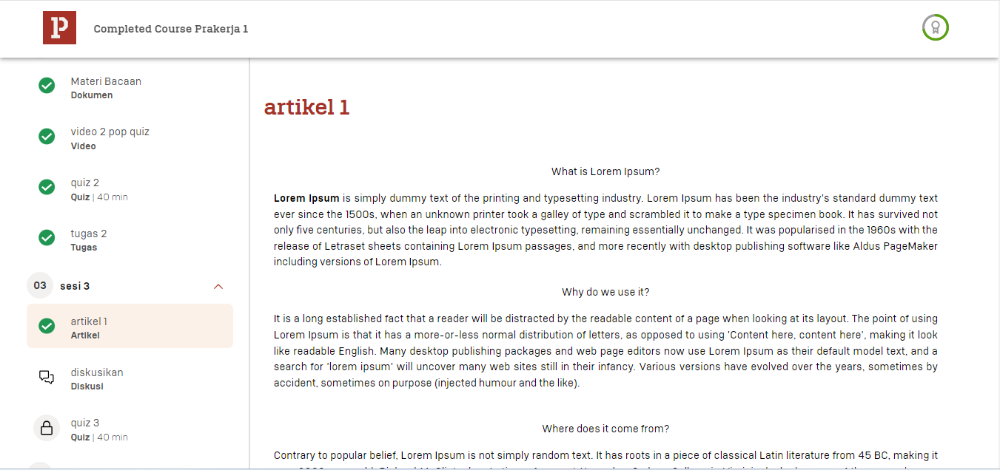 P
Completed Course Prakerja 1
Materi Bacaan
Dokumen
video 2 pop quiz
Video
quiz 2
Quiz | 40 min
tugas 2
Tugas
03 sesi 3
artikel 1
Artikel
diskusikan
Diskusi
quiz 3
Quiz | 40 min
artikel 1
What is Lorem Ipsum?
Lorem Ipsum is simply dummy text of the printing and typesetting industry. Lorem Ipsum has been the industry's standard dummy text
ever since the 1500s, when an unknown printer took a galley of type and scrambled it to make a type specimen book. It has survived not
only five centuries, but also the leap into electronic typesetting, remaining essentially unchanged. It was popularised in the 1960s with the
release of Letraset sheets containing Lorem Ipsum passages, and more recently with desktop publishing software like Aldus PageMaker
including versions of Lorem Ipsum.
Why do we use it?
It is a long established fact that a reader will be distracted by the readable content of a page when looking at its layout. The point of using
Lorem Ipsum is that it has a more-or-less normal distribution of letters, as opposed to using 'Content here, content here', making it look
like readable English. Many desktop publishing packages and web page editors now use Lorem Ipsum as their default model text, and a
search for 'lorem ipsum' will uncover many web sites still in their infancy. Various versions have evolved over the years, sometimes by
accident, sometimes on purpose (injected humour and the like).
Where does it come from?
Contrary to popular belief, Lorem Ipsum is not simply random text. It has roots in a piece of classical Latin literature from 45 BC, making it